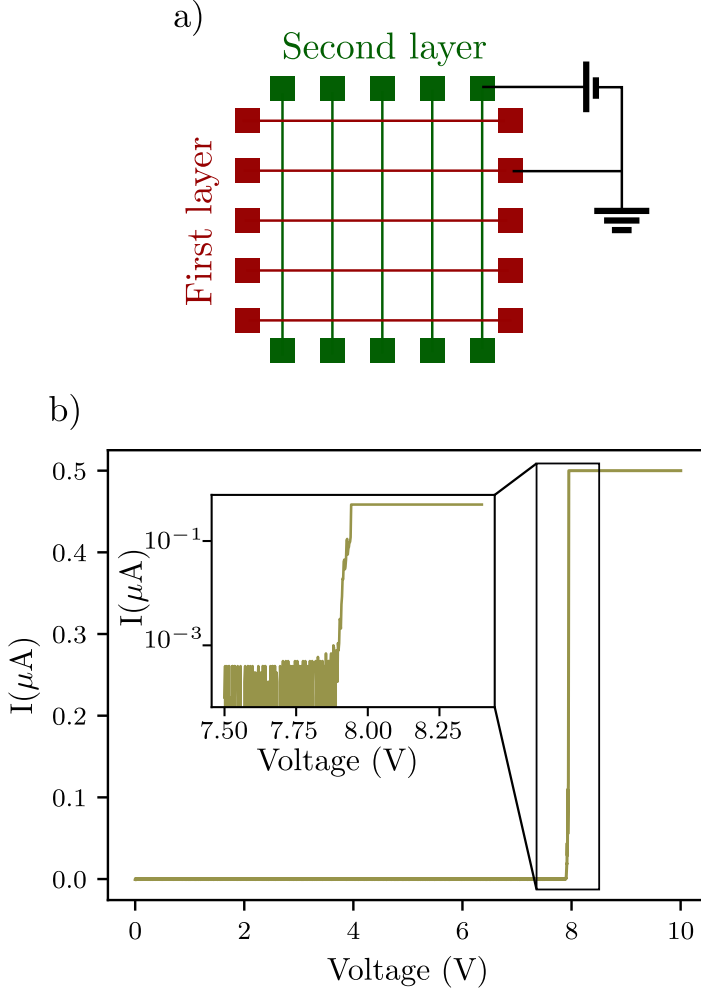 a)
Second layer
First layer
b)
0.5
0.4
0.3
0.2
0.1
0.0
I(μA)
10⁻¹
10⁻³
I(μA)
7.50 7.75 8.00 8.25
Voltage (V)
0 2 4 6 8 10
Voltage (V)